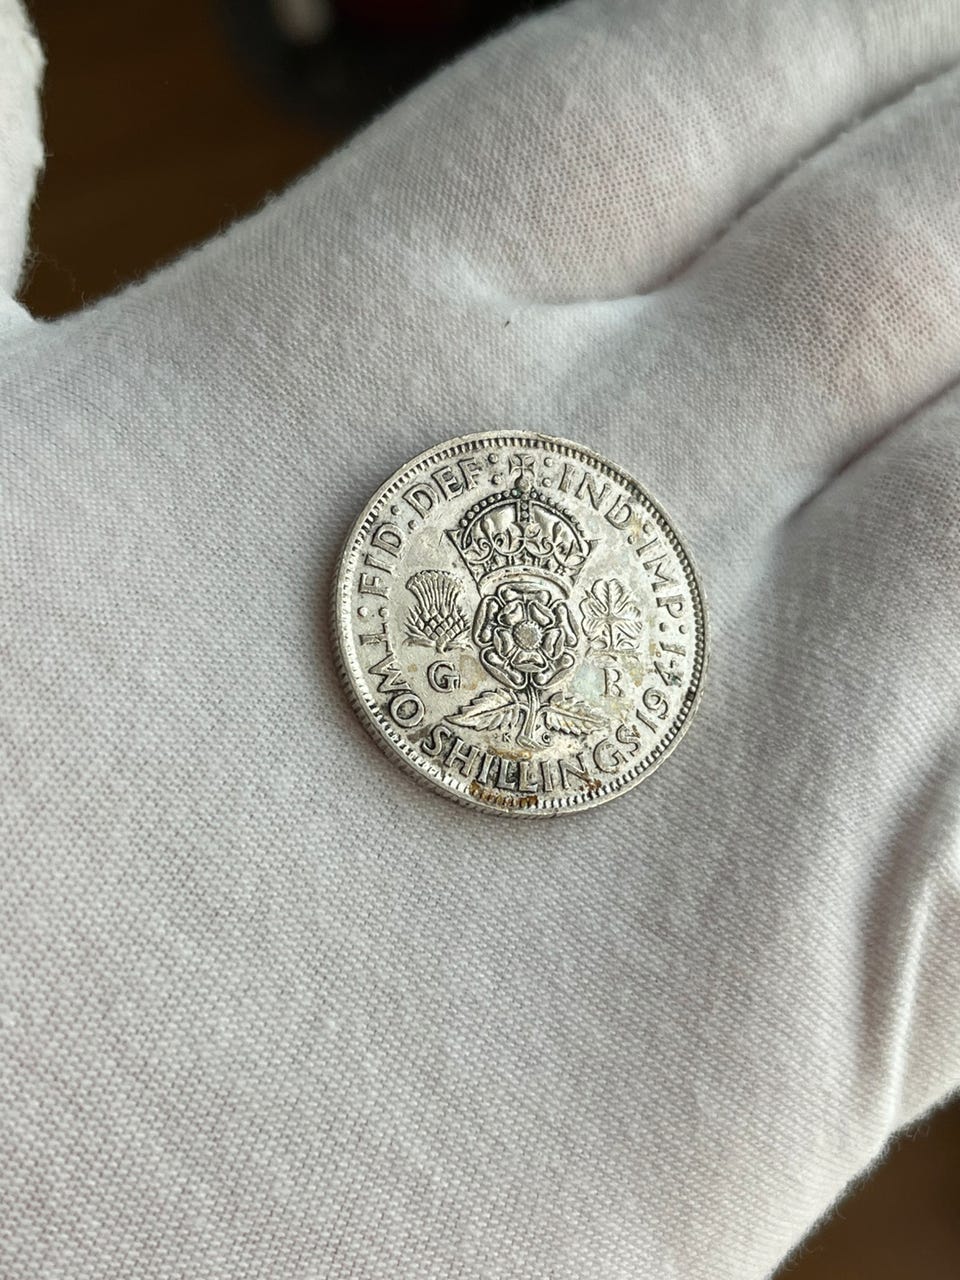 FID:DEF:
:IND:IMP:1941
TWO SHILLINGS
G R
K G